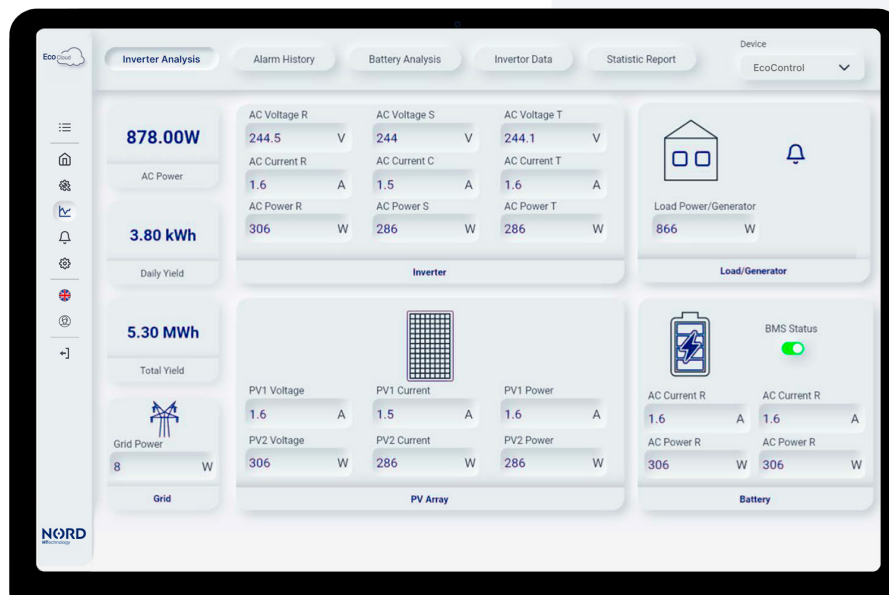 Eco Cloud
Inverter Analysis
Alarm History
Battery Analysis
Invertor Data
Statistic Report
Device
EcoControl
878.00W
AC Power
3.80 kWh
Daily Yield
5.30 MWh
Total Yield
Grid Power
8 W
Grid
AC Voltage R AC Voltage S AC Voltage T
244.5 V 244 V 244.1 V
AC Current R AC Current C AC Current T
1.6 A 1.5 A 1.6 A
AC Power R AC Power S AC Power T
306 W 286 W 286 W
Inverter
Load Power/Generator
866 W
Load/Generator
PV1 Voltage PV1 Current PV1 Power
1.6 A 1.5 A 1.6 A
PV2 Voltage PV2 Current PV2 Power
306 W 286 W 286 W
PV Array
BMS Status
AC Current R AC Current R
1.6 A 1.6 A
AC Power R AC Power R
306 W 306 W
Battery
NORD